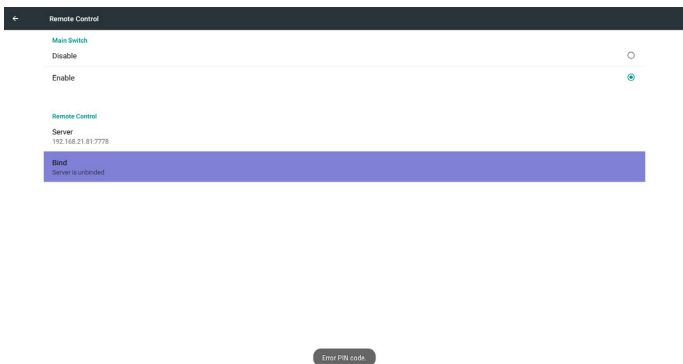 Remote Control
Main Switch
Disable
Enable
Remote Control
Server
192.168.21.81:7778
Bind
Server is unbinded
Error PIN code.